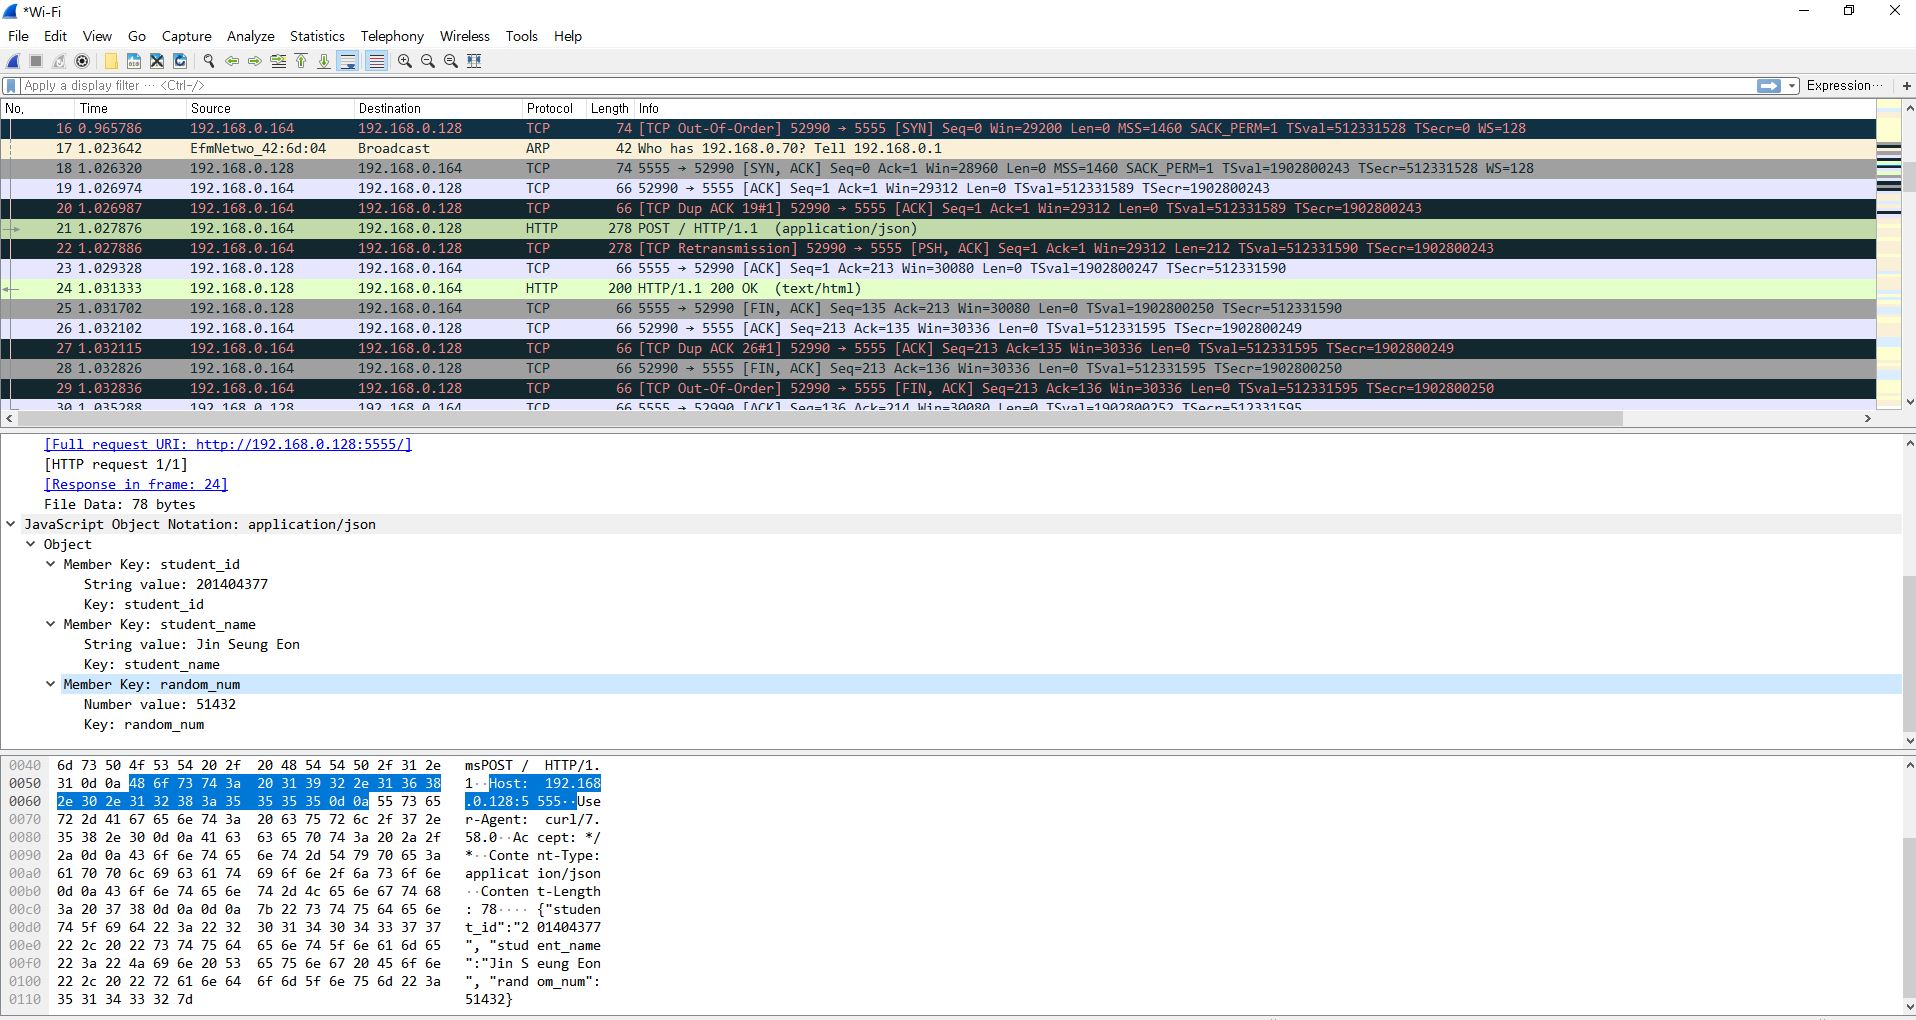 *Wi-Fi
File Edit View Go Capture Analyze Statistics Telephony Wireless Tools Help
Apply a display filter ··· <Ctrl-/> Expression··· +
No. Time Source Destination Protocol Length Info
16 0.965786 192.168.0.164 192.168.0.128 TCP 74 [TCP Out-Of-Order] 52990 → 5555 [SYN] Seq=0 Win=29200 Len=0 MSS=1460 SACK_PERM=1 TSval=512331528 TSecr=0 WS=128
17 1.023642 EfmNetwo_42:6d:04 Broadcast ARP 42 Who has 192.168.0.70? Tell 192.168.0.1
18 1.026320 192.168.0.128 192.168.0.164 TCP 74 5555 → 52990 [SYN, ACK] Seq=0 Ack=1 Win=28960 Len=0 MSS=1460 SACK_PERM=1 TSval=1902800243 TSecr=512331528 WS=128
19 1.026974 192.168.0.164 192.168.0.128 TCP 66 52990 → 5555 [ACK] Seq=1 Ack=1 Win=29312 Len=0 TSval=512331589 TSecr=1902800243
20 1.026987 192.168.0.164 192.168.0.128 TCP 66 [TCP Dup ACK 19#1] 52990 → 5555 [ACK] Seq=1 Ack=1 Win=29312 Len=0 TSval=512331589 TSecr=1902800243
21 1.027876 192.168.0.164 192.168.0.128 HTTP 278 POST / HTTP/1.1 (application/json)
22 1.027886 192.168.0.164 192.168.0.128 TCP 278 [TCP Retransmission] 52990 → 5555 [PSH, ACK] Seq=1 Ack=1 Win=29312 Len=212 TSval=512331590 TSecr=1902800243
23 1.029328 192.168.0.128 192.168.0.164 TCP 66 5555 → 52990 [ACK] Seq=1 Ack=213 Win=30080 Len=0 TSval=1902800247 TSecr=512331590
24 1.031333 192.168.0.128 192.168.0.164 HTTP 200 HTTP/1.1 200 OK (text/html)
25 1.031702 192.168.0.128 192.168.0.164 TCP 66 5555 → 52990 [FIN, ACK] Seq=135 Ack=213 Win=30080 Len=0 TSval=1902800250 TSecr=512331590
26 1.032102 192.168.0.164 192.168.0.128 TCP 66 52990 → 5555 [ACK] Seq=213 Ack=135 Win=30336 Len=0 TSval=512331595 TSecr=1902800249
27 1.032115 192.168.0.164 192.168.0.128 TCP 66 [TCP Dup ACK 26#1] 52990 → 5555 [ACK] Seq=213 Ack=135 Win=30336 Len=0 TSval=512331595 TSecr=1902800249
28 1.032826 192.168.0.164 192.168.0.128 TCP 66 52990 → 5555 [FIN, ACK] Seq=213 Ack=136 Win=30336 Len=0 TSval=512331595 TSecr=1902800250
29 1.032836 192.168.0.164 192.168.0.128 TCP 66 [TCP Out-Of-Order] 52990 → 5555 [FIN, ACK] Seq=213 Ack=136 Win=30336 Len=0 TSval=512331595 TSecr=1902800250
30 1.035288 192.168.0.128 192.168.0.164 TCP 66 5555 → 52990 [ACK] Seq=136 Ack=214 Win=30080 Len=0 TSval=1902800252 TSecr=512331595
[Full request URI: http://192.168.0.128:5555/]
[HTTP request 1/1]
[Response in frame: 24]
File Data: 78 bytes
JavaScript Object Notation: application/json
Object
Member Key: student_id
String value: 201404377
Key: student_id
Member Key: student_name
String value: Jin Seung Eon
Key: student_name
Member Key: random_num
Number value: 51432
Key: random_num
0040 6d 73 50 4f 53 54 20 2f 20 48 54 54 50 2f 31 2e msPOST / HTTP/1.
0050 31 0d 0a 48 6f 73 74 3a 20 31 39 32 2e 31 36 38 1··Host: 192.168
0060 2e 30 2e 31 32 38 3a 35 35 35 35 0d 0a 55 73 65 .0.128:5 555··Use
0070 72 2d 41 67 65 6e 74 3a 20 63 75 72 6c 2f 37 2e r-Agent: curl/7.
0080 35 38 2e 30 0d 0a 41 63 63 65 70 74 3a 20 2a 2f 58.0··Ac cept: */
0090 2a 0d 0a 43 6f 6e 74 65 6e 74 2d 54 79 70 65 3a *··Conte nt-Type:
00a0 61 70 70 6c 69 63 61 74 69 6f 6e 2f 6a 73 6f 6e applicat ion/json
00b0 0d 0a 43 6f 6e 74 65 6e 74 2d 4c 65 6e 67 74 68 ··Conten t-Length
00c0 3a 20 37 38 0d 0a 0d 0a 7b 22 73 74 75 64 65 6e : 78···· {"studen
00d0 74 5f 69 64 22 3a 22 32 30 31 34 30 34 33 37 37 t_id":"2 01404377
00e0 22 2c 20 22 73 74 75 64 65 6e 74 5f 6e 61 6d 65 ", "stud ent_name
00f0 22 3a 22 4a 69 6e 20 53 65 75 6e 67 20 45 6f 6e ":"Jin S eung Eon
0100 22 2c 20 22 72 61 6e 64 6f 6d 5f 6e 75 6d 22 3a ", "rand om_num":
0110 35 31 34 33 32 7d 51432}